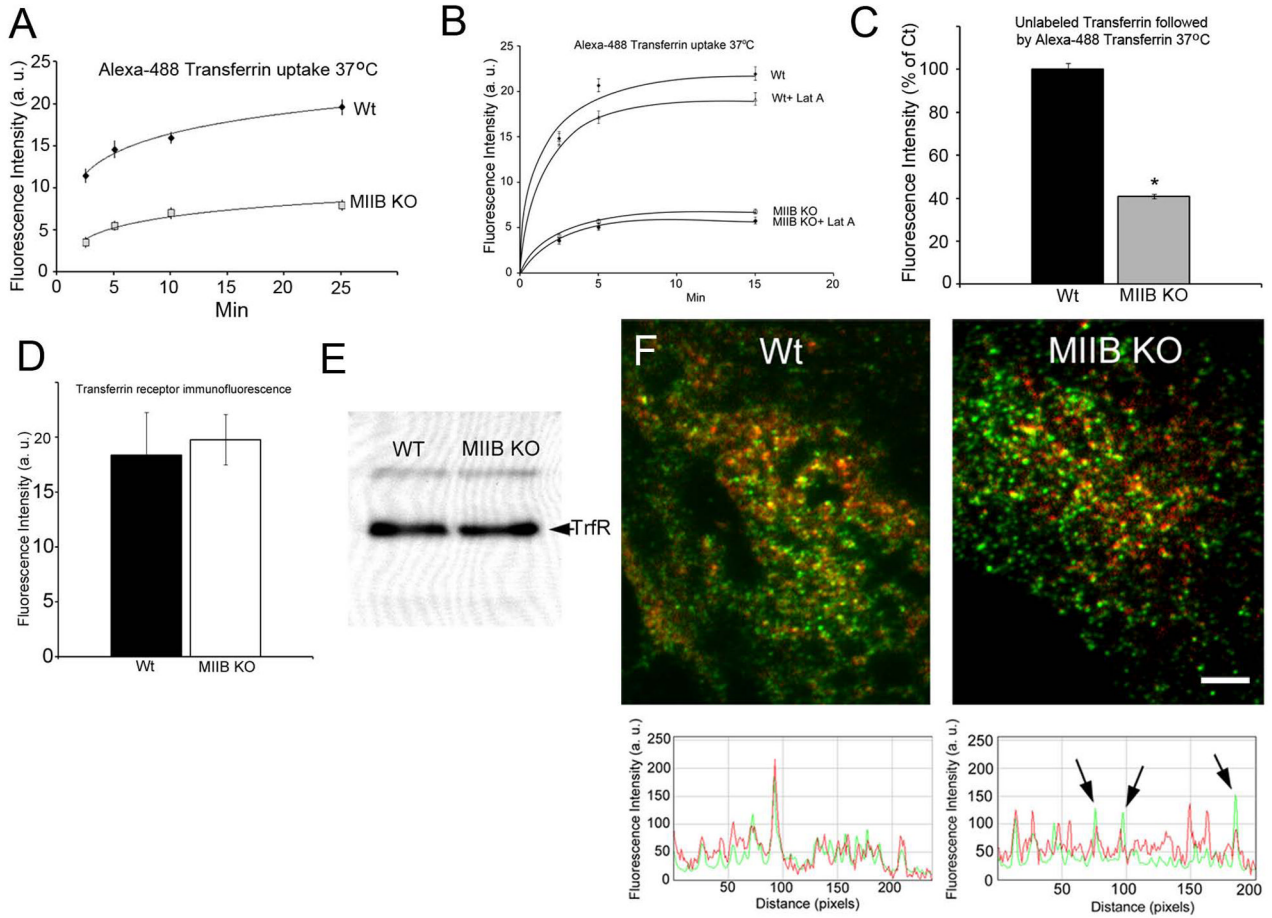 A
Alexa-488 Transferrin uptake 37°C
Fluorescence Intensity (a. u.)
25
20
15
10
5
0
Wt
MIIB KO
0 5 10 15 20 25
Min
B
Alexa-488 Transferrin uptake 37°C
Fluorescence Intensity (a. u.)
25
20
15
10
5
0
Wt
Wt+ Lat A
MIIB KO
MIIB KO+ Lat A
0 5 10 15 20
Min
C
Unlabeled Transferrin followed
by Alexa-488 Transferrin 37°C
Fluorescence Intensity (% of Ct)
100
80
60
40
20
0
*
Wt MIIB KO
D
Transferrin receptor immunofluorescence
Fluorescence Intensity (a. u.)
20
15
10
5
0
Wt MIIB KO
E
WT MIIB KO
TrfR
F
Wt
MIIB KO
Fluorescence Intensity (a. u.)
250
200
150
100
50
0
50 100 150 200
Distance (pixels)
Fluorescence Intensity (a. u.)
250
200
150
100
50
0
50 100 150 200
Distance (pixels)